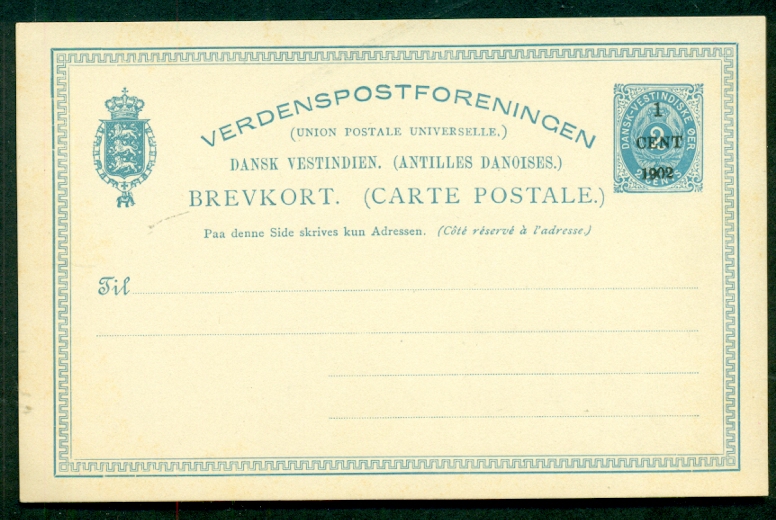 VERDENSPOSTFORENINGEN
(UNION POSTALE UNIVERSELLE.)
DANSK VESTINDIEN. (ANTILLES DANOISES.)
BREVKORT. (CARTE POSTALE.)
Paa denne Side skrives kun Adressen. (Côté réservé à l'adresse.)
DANSK-VESTINDISKE ØER
1
CENT
1902
CENTS
Til